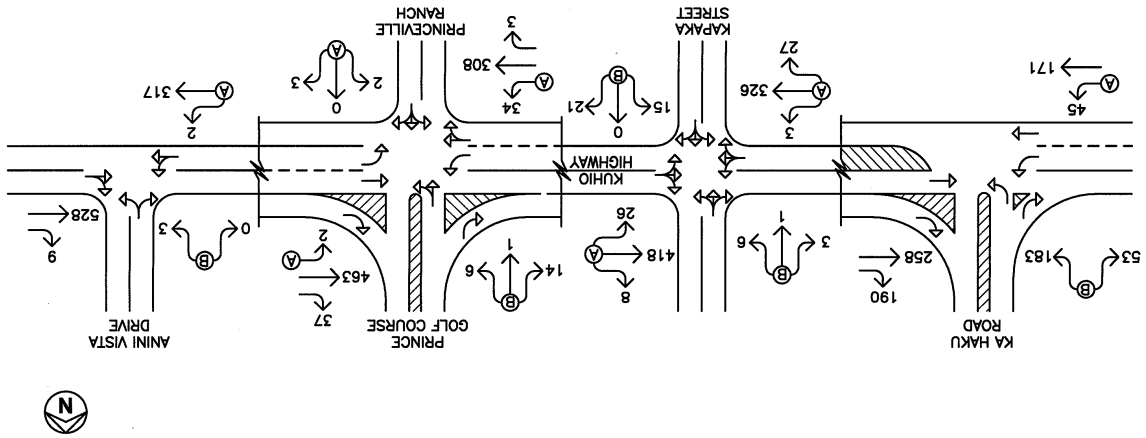 N
KA HAKU
ROAD
PRINCE
GOLF COURSE
ANINI VISTA
DRIVE
53
183
B
190
258
3
1
6
B
8
418
26
A
14
1
6
B
37
463
2
A
0
3
B
9
528
KUHIO
HIGHWAY
45
171
A
3
326
27
A
15
0
21
B
34
308
3
A
2
0
3
A
2
317
A
KAPAKA
STREET
PRINCEVILLE
RANCH